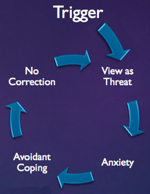 Trigger
No
Correction
View as
Threat
Avoidant
Coping
Anxiety